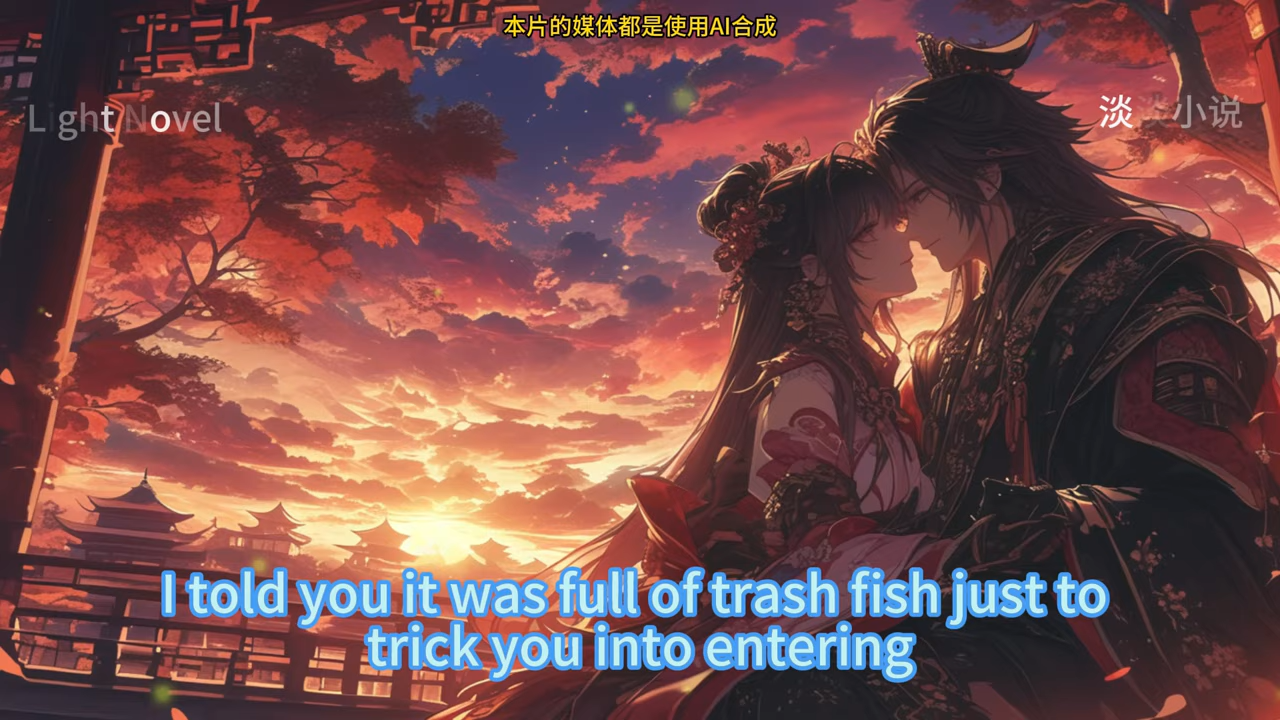 本片的媒体都是使用AI合成
Light Novel
淡 小说
I told you it was full of trash fish just to
trick you into entering